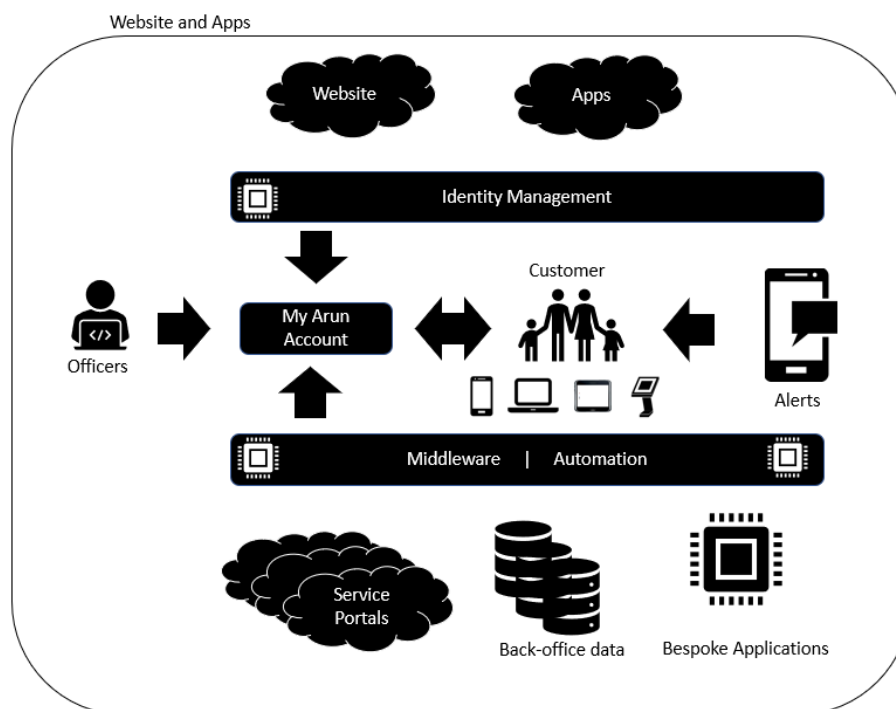 Website and Apps
Website
Apps
Identity Management
Customer
My Arun
Account
Officers
</>
Alerts
Middleware | Automation
Service
Portals
Back-office data
Bespoke Applications